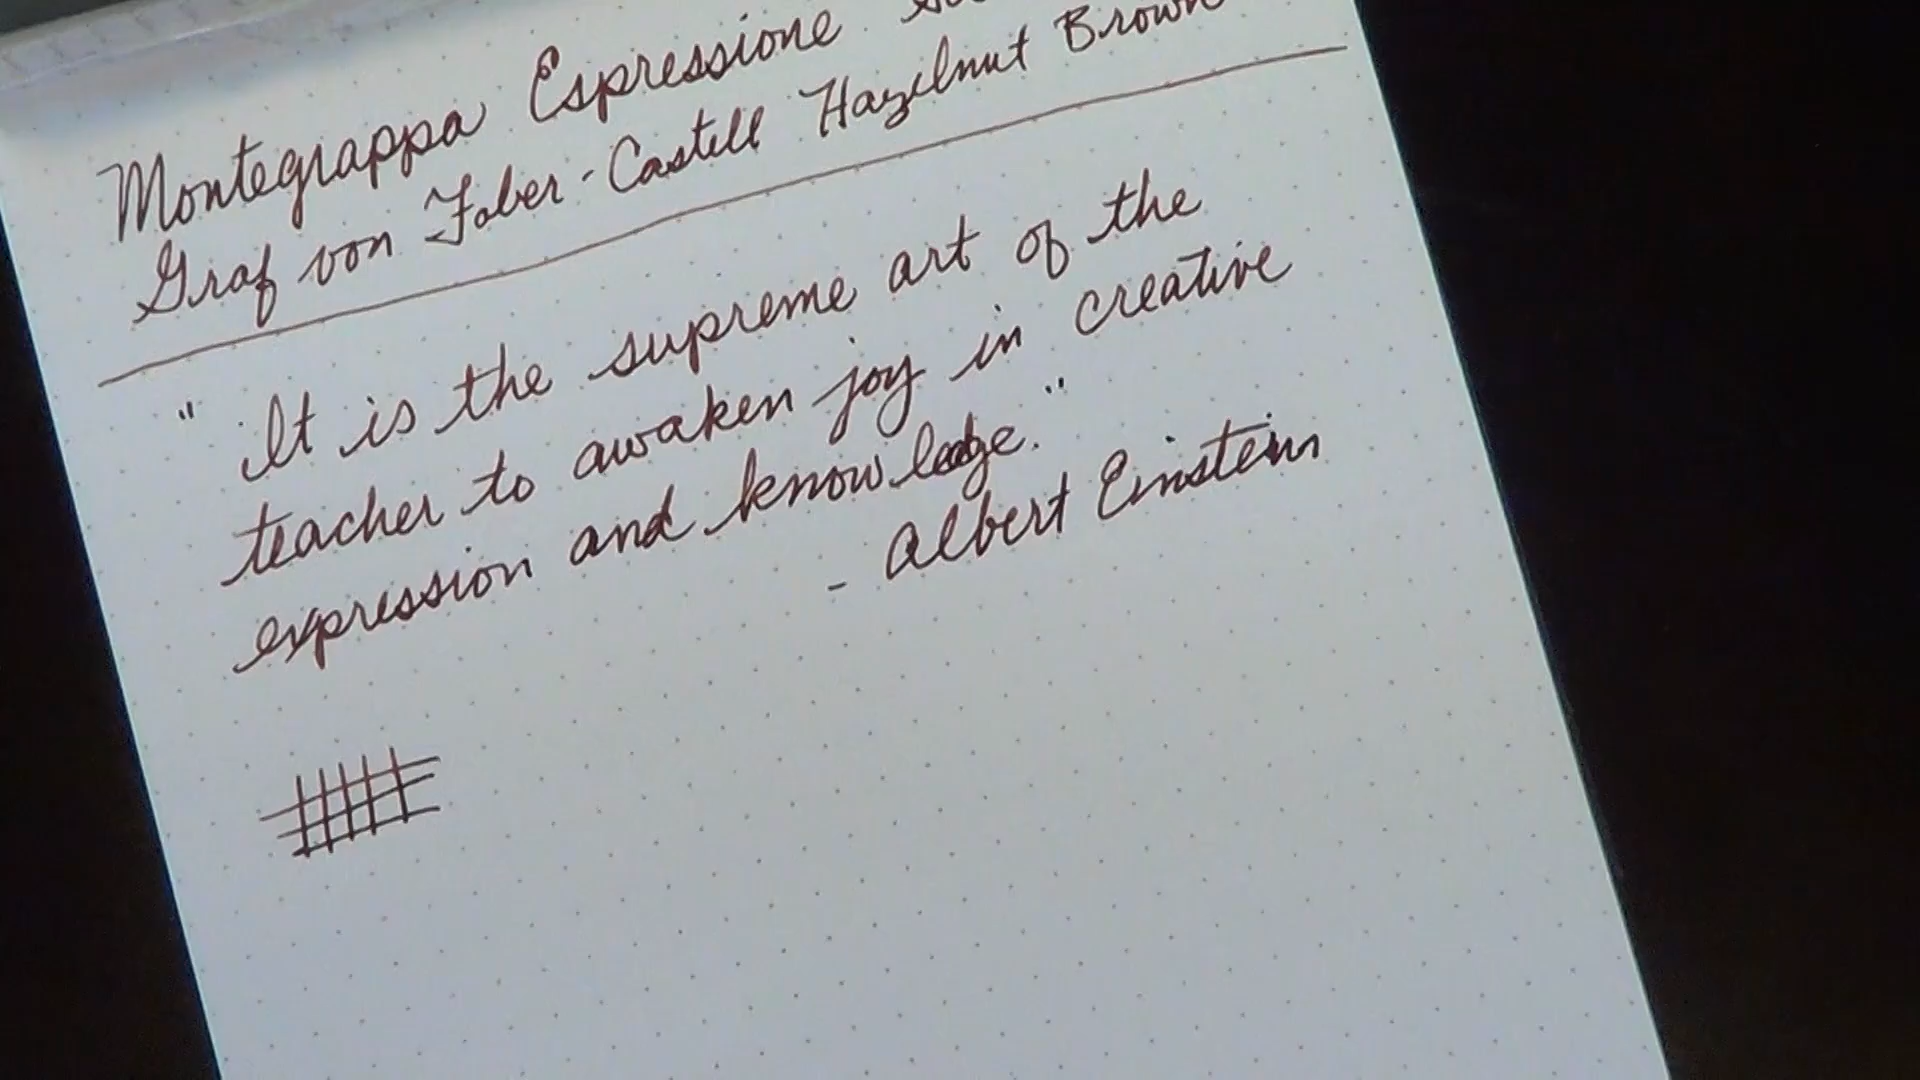 Montegrappa Espressione
Graf von Faber-Castell Hazelnut Brown
"It is the supreme art of the
teacher to awaken joy in creative
expression and knowledge."
- Albert Einstein